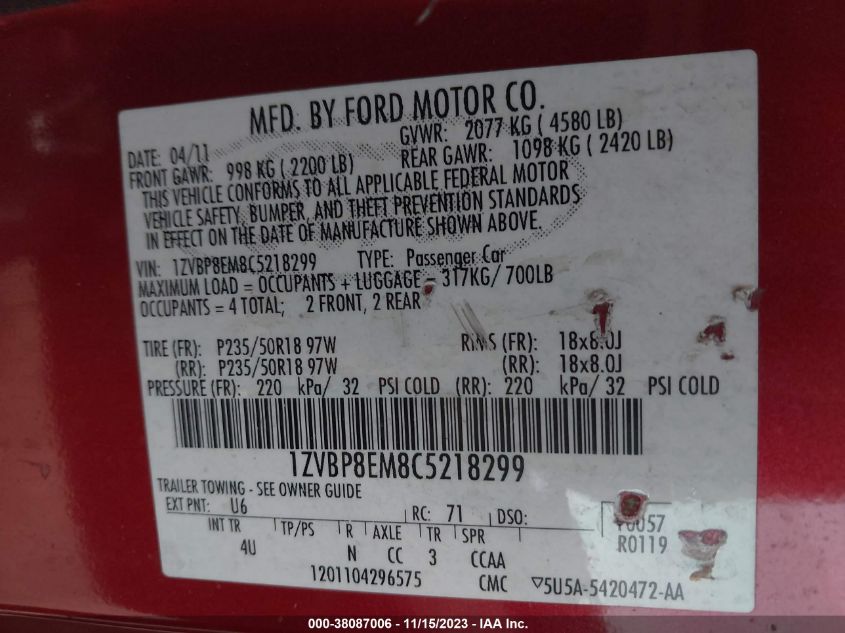 MFD. BY FORD MOTOR CO.
DATE: 04/11 GVWR: 2077 KG ( 4580 LB)
FRONT GAWR: 998 KG ( 2200 LB) REAR GAWR: 1098 KG ( 2420 LB)
THIS VEHICLE CONFORMS TO ALL APPLICABLE FEDERAL MOTOR
VEHICLE SAFETY, BUMPER, AND THEFT PREVENTION STANDARDS
IN EFFECT ON THE DATE OF MANUFACTURE SHOWN ABOVE.
VIN: 1ZVBP8EM8C5218299 TYPE: Passenger Car
MAXIMUM LOAD = OCCUPANTS + LUGGAGE = 317KG/ 700LB
OCCUPANTS = 4 TOTAL; 2 FRONT, 2 REAR
TIRE (FR): P235/50R18 97W RIMS (FR): 18x8.0J
(RR): P235/50R18 97W (RR): 18x8.0J
PRESSURE (FR): 220 kPa/ 32 PSI COLD (RR): 220 kPa/ 32 PSI COLD
1ZVBP8EM8C5218299
TRAILER TOWING - SEE OWNER GUIDE
EXT PNT: U6 RC: 71 DSO:
R0119
INT TR TP/PS R AXLE TR SPR
4U N CC 3 CCAA
1201104296575 CMC ▽5U5A-5420472-AA
000-38087006 - 11/15/2023 - IAAI.com.